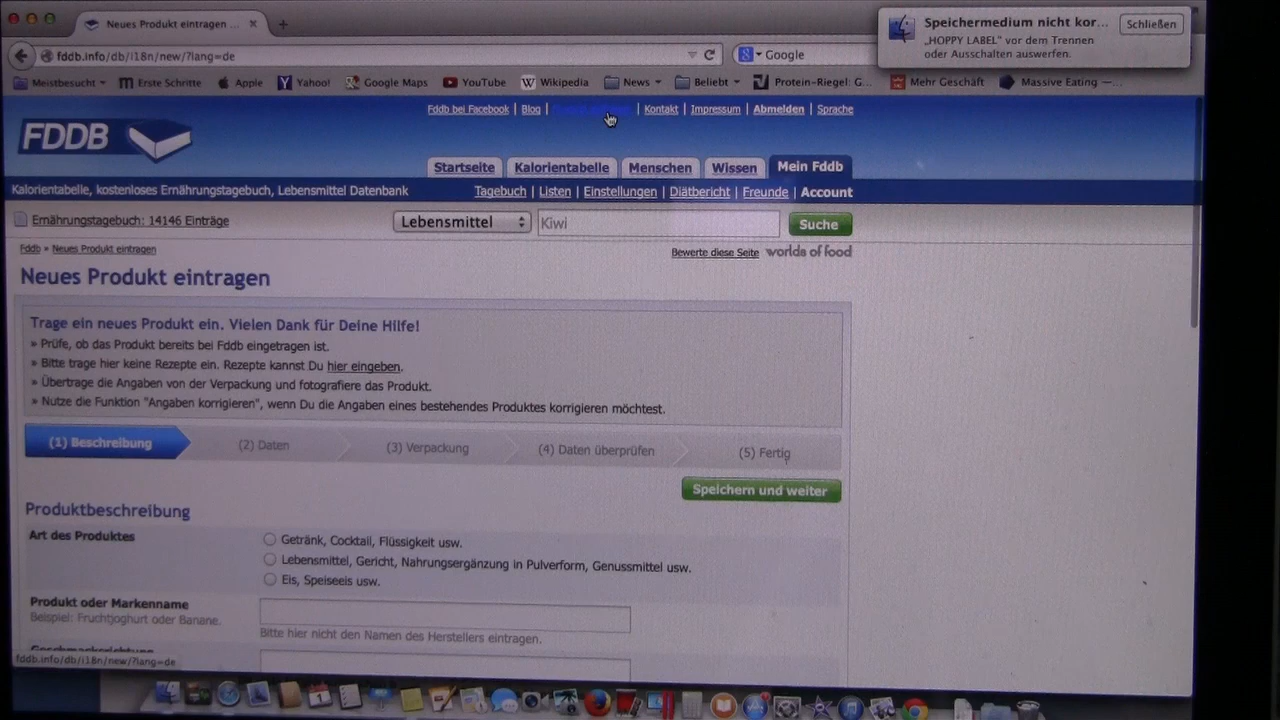 Neues Produkt eintragen ...
Speichermedium nicht kor...
„HOPPY LABEL" vor dem Trennen
oder Ausschalten auswerfen.
Schließen
fddb.info/db/i18n/new/?lang=de
Google
Meistbesucht
Erste Schritte
Apple
Yahoo!
Google Maps
YouTube
Wikipedia
News
Beliebt
Protein-Riegel: G...
Mehr Geschäft
Massive Eating —...
Fddb bei Facebook | Blog | | Kontakt | Impressum | Abmelden | Sprache
FDDB
Startseite
Kalorientabelle
Menschen
Wissen
Mein Fddb
Kalorientabelle, kostenloses Ernährungstagebuch, Lebensmittel Datenbank
Tagebuch | Listen | Einstellungen | Diätbericht | Freunde | Account
Ernährungstagebuch: 14146 Einträge
Lebensmittel
Kiwi
Suche
Fddb » Neues Produkt eintragen
Bewerte diese Seite
worlds of food
Neues Produkt eintragen
Trage ein neues Produkt ein. Vielen Dank für Deine Hilfe!
» Prüfe, ob das Produkt bereits bei Fddb eingetragen ist.
» Bitte trage hier keine Rezepte ein. Rezepte kannst Du hier eingeben.
» Übertrage die Angaben von der Verpackung und fotografiere das Produkt.
» Nutze die Funktion "Angaben korrigieren", wenn Du die Angaben eines bestehendes Produktes korrigieren möchtest.
(1) Beschreibung
(2) Daten
(3) Verpackung
(4) Daten überprüfen
(5) Fertig
Speichern und weiter
Produktbeschreibung
Art des Produktes
Getränk, Cocktail, Flüssigkeit usw.
Lebensmittel, Gericht, Nahrungsergänzung in Pulverform, Genussmittel usw.
Eis, Speiseeis usw.
Produkt oder Markenname
Beispiel: Fruchtjoghurt oder Banane.
Bitte hier nicht den Namen des Herstellers eintragen.
Geschmacksrichtung
fddb.info/db/i18n/new/?lang=de